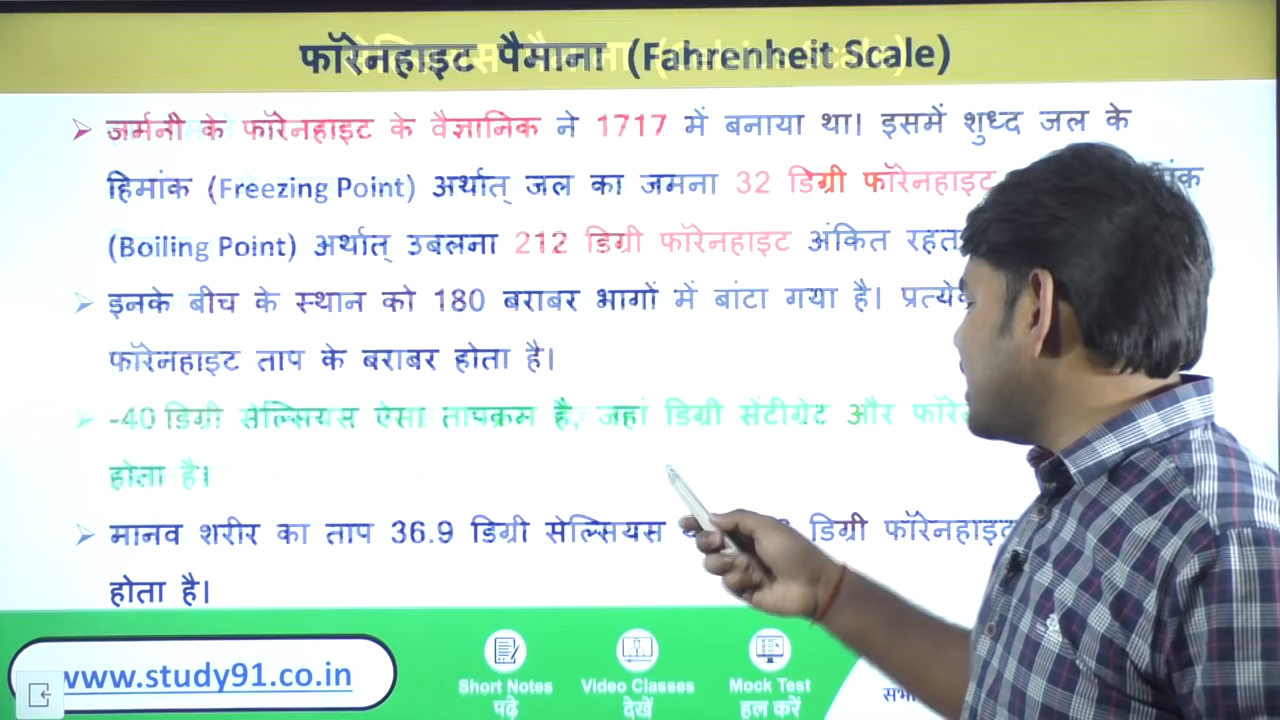 फॉरेनहाइट पैमाना (Fahrenheit Scale)
जर्मनी के फॉरेनहाइट के वैज्ञानिक ने 1717 में बनाया था। इसमें शुध्द जल के
हिमांक (Freezing Point) अर्थात् जल का जमना 32 डिग्री फॉरेनहाइट
(Boiling Point) अर्थात् उबलना 212 डिग्री फॉरेनहाइट अंकित
इनके बीच के स्थान को 180 बराबर भागों में बांटा गया है।
फॉरेनहाइट ताप के बराबर होता है।
-40 डिग्री सेल्सियस ऐसा तापक्रम है, जहां डिग्री सेंटीग्रेट और
होता है।
मानव शरीर का ताप 36.9 डिग्री सेल्सियस डिग्री फॉरेनहाइट
होता है।
www.study91.co.in
Short Notes
पढ़े
Video Classes
देखें
Mock Test
हल करें